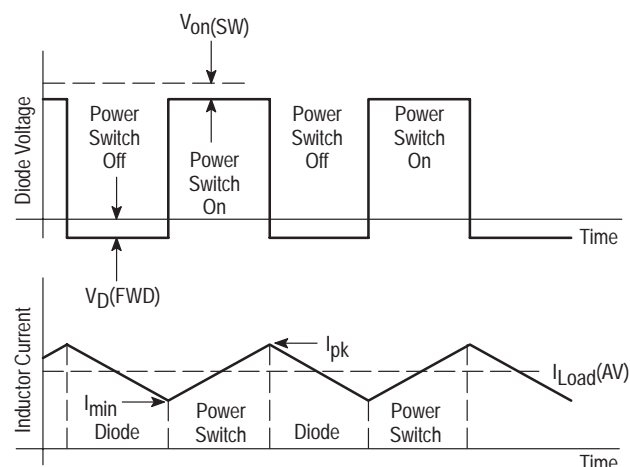 Von(SW)
Diode Voltage
Power
Switch
Off
Power
Switch
On
Power
Switch
Off
Power
Switch
On
Time
VD(FWD)
Inductor Current
Ipk
ILoad(AV)
Imin
Diode
Power
Switch
Diode
Power
Switch
Time